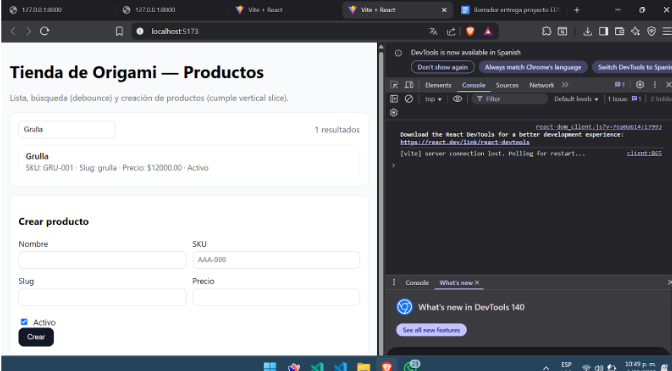 127.0.0.1:8000
127.0.0.1:8000
Vite + React
Vite + React
Borrador entrega proyecto EDY
localhost:5173
Tienda de Origami — Productos
Lista, búsqueda (debounce) y creación de productos (cumple vertical slice).
Grulla
1 resultados
Grulla
SKU: GRU-001 · Slug: grulla · Precio: $12000.00 · Activo
Crear producto
Nombre
SKU
AAA-999
Slug
Precio
Activo
Crear
DevTools is now available in Spanish
Don't show again
Always match Chrome's language
Switch DevTools to Spanish
Elements
Console
Sources
Network
1
top
Filter
Default levels
1 Issue:
1
2 hidde
Download the React DevTools for a better development experience:
https://react.dev/link/react-devtools
[vite] server connection lost. Polling for restart...
client:865
Console
What's new
What's new in DevTools 140
See all new features
ESP
10:49 p. m.